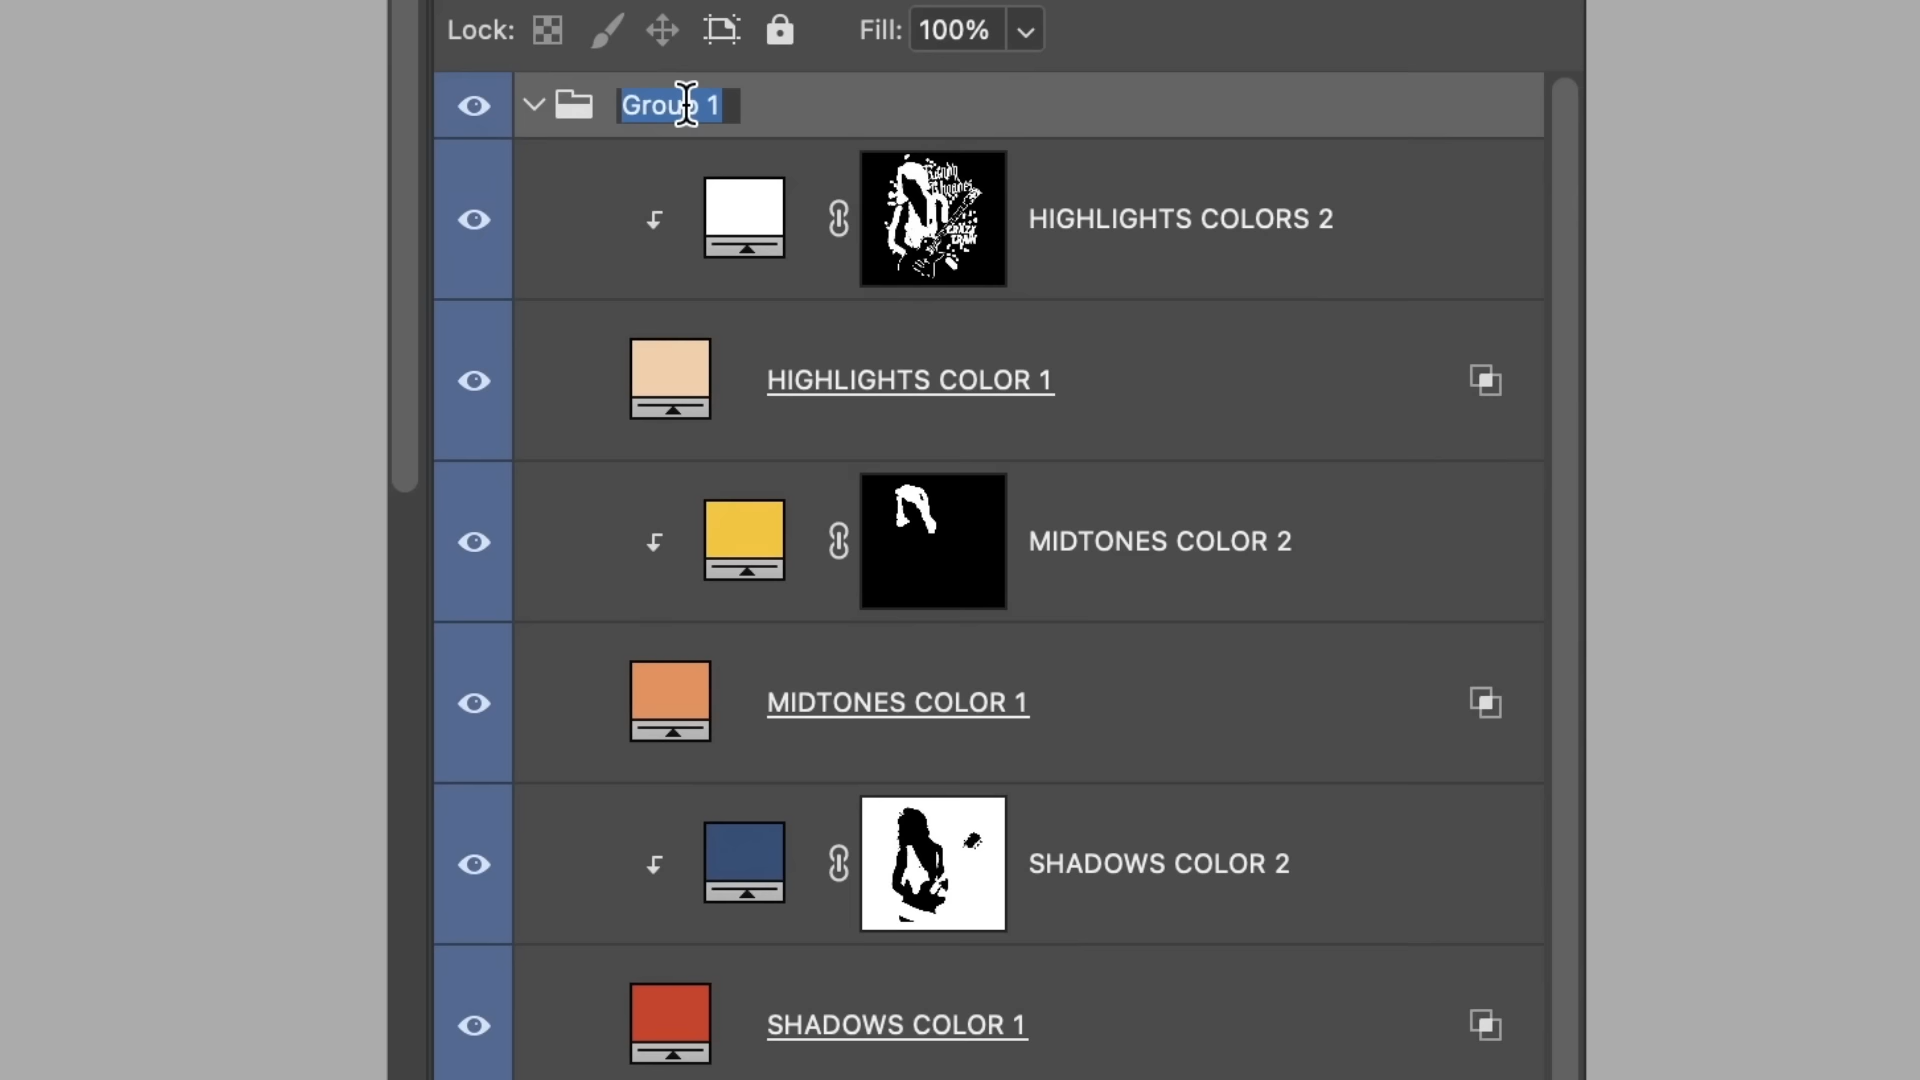 Lock:
Fill: 100%
Group 1
HIGHLIGHTS COLORS 2
HIGHLIGHTS COLOR 1
MIDTONES COLOR 2
MIDTONES COLOR 1
SHADOWS COLOR 2
SHADOWS COLOR 1